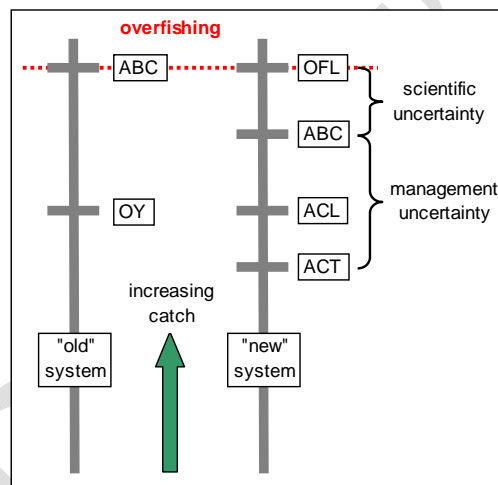 overfishing
ABC
OFL
scientific
uncertainty
ABC
management
uncertainty
OY
ACL
ACT
increasing
catch
"old"
system
"new"
system